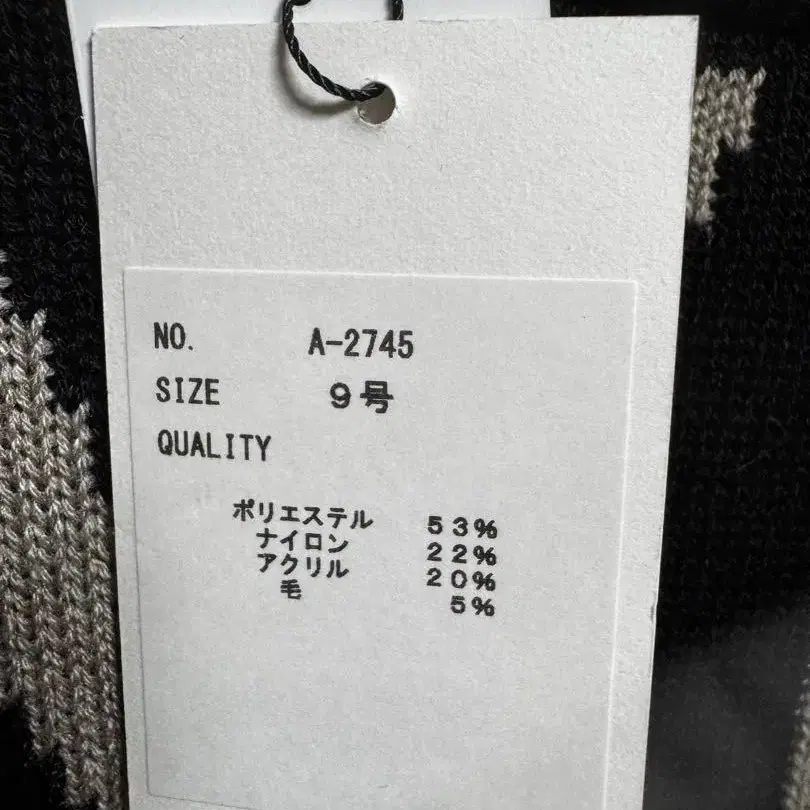 NO. A-2745
SIZE 9号
QUALITY
ポリエステル 53%
ナイロン 22%
アクリル 20%
毛 5%